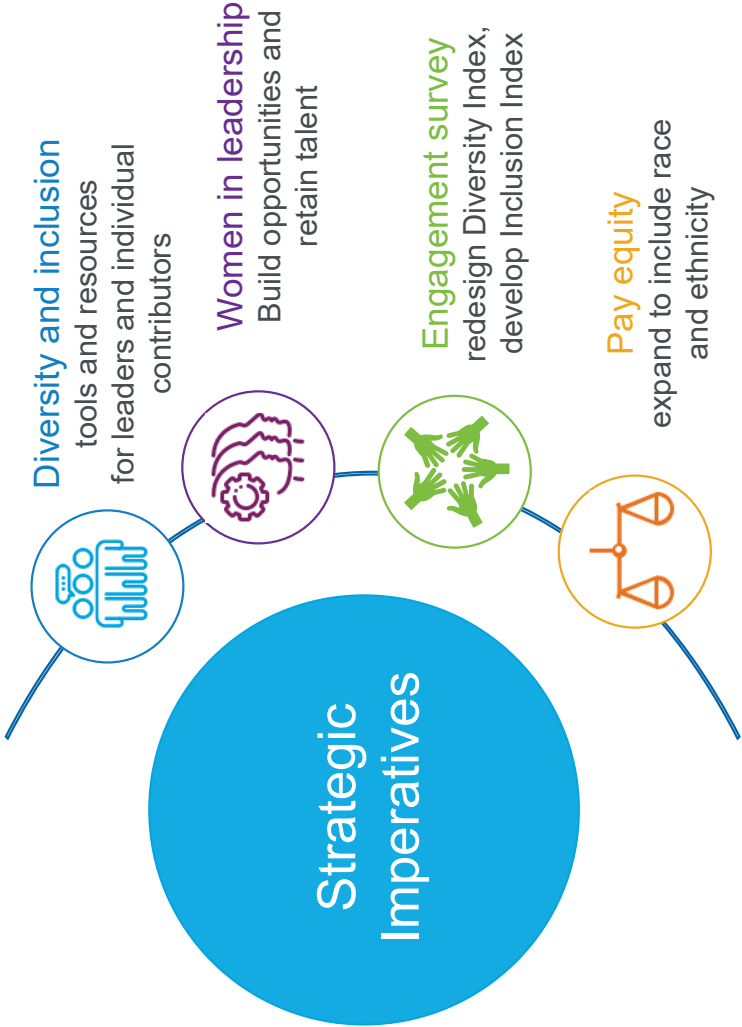 Strategic
Imperatives
Diversity and inclusion
tools and resources
for leaders and individual
contributors
Women in leadership
Build opportunities and
retain talent
Engagement survey
redesign Diversity Index,
develop Inclusion Index
Pay equity
expand to include race
and ethnicity